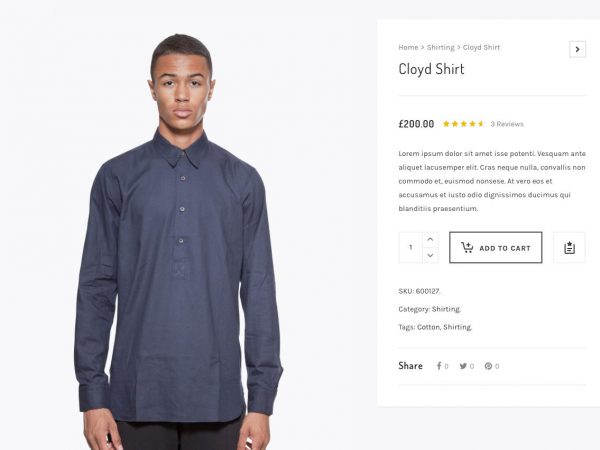 Home > Shirting > Cloyd Shirt
Cloyd Shirt
£200.00 3 Reviews
Lorem ipsum dolor sit amet isse potenti. Vesquam ante
aliquet lacusemper elit. Cras neque nulla, convallis non
commodo et, euismod nonsese. At vero eos et
accusamus et iusto odio dignissimos ducimus qui
blanditiis praesentium.
1 ADD TO CART
SKU: 600127.
Category: Shirting.
Tags: Cotton, Shirting.
Share 0 0 0